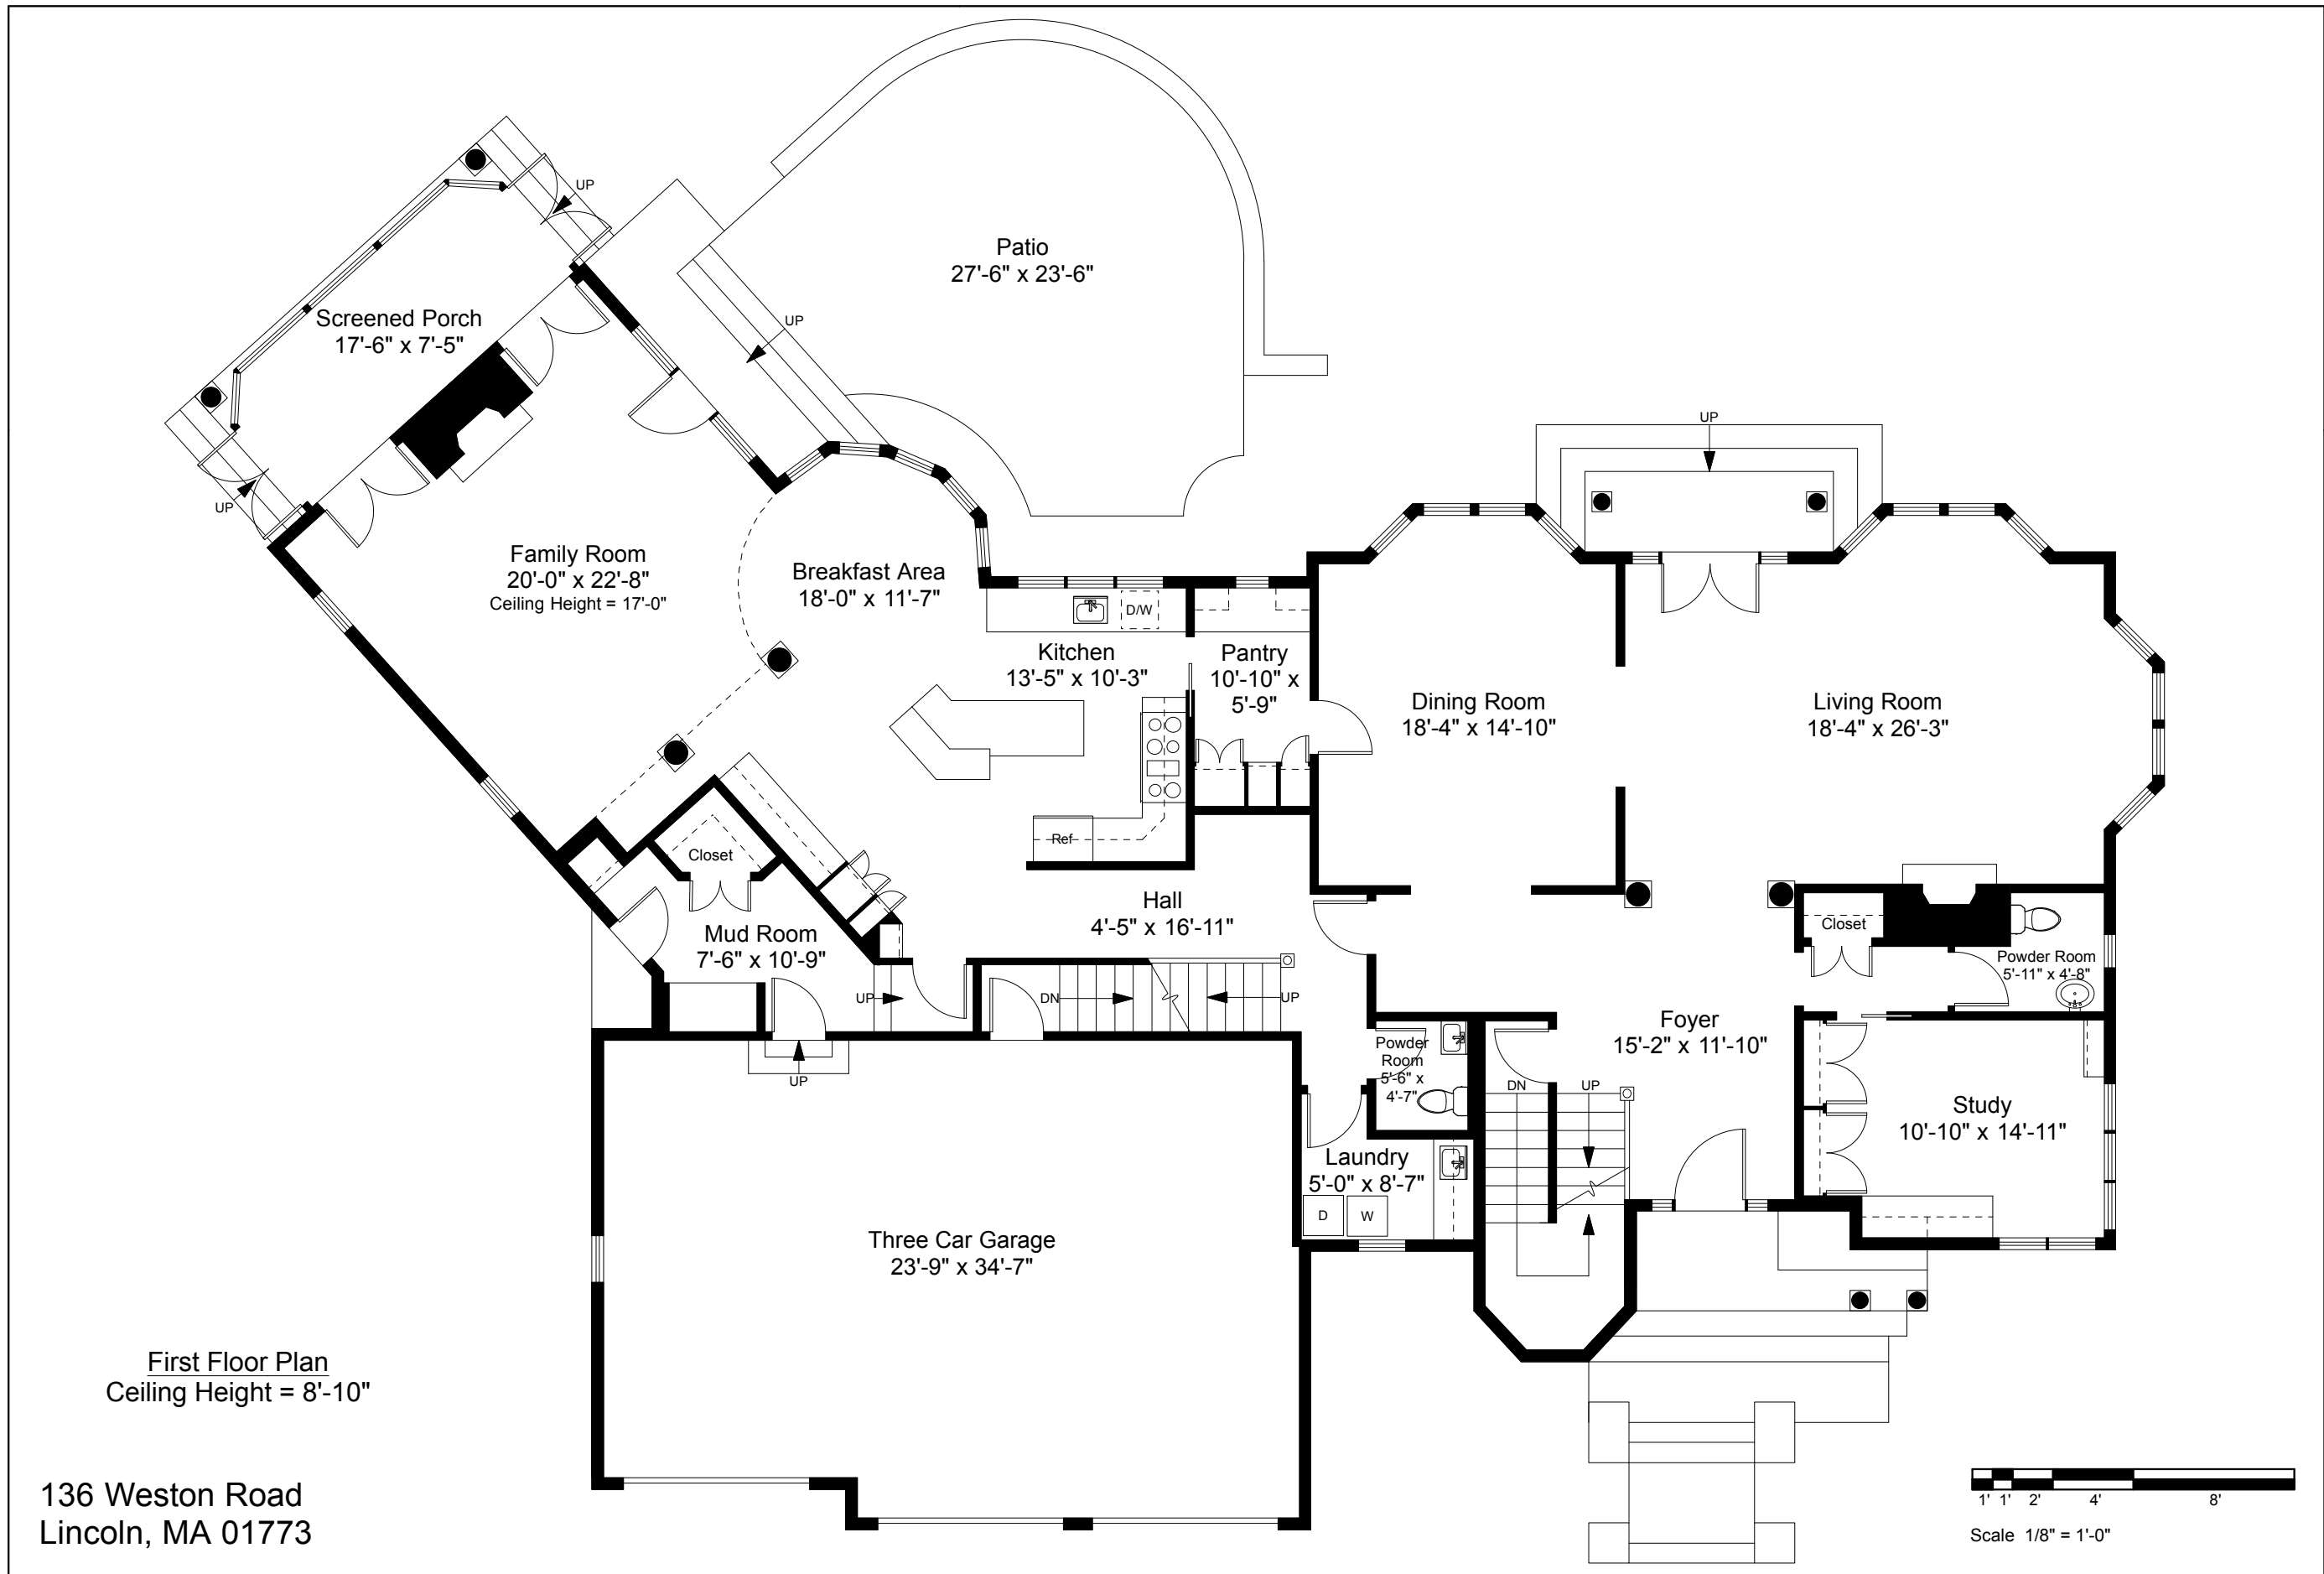 Patio
27'-6" x 23'-6"
UP
UP
Screened Porch
17'-6" x 7'-5"
UP
UP
Family Room
20'-0" x 22'-8"
Ceiling Height = 17'-0"
Breakfast Area
18'-0" x 11'-7"
D/W
Kitchen
13'-5" x 10'-3"
Pantry
10'-10" x
5'-9"
Dining Room
18'-4" x 14'-10"
Living Room
18'-4" x 26'-3"
Ref
Closet
Hall
4'-5" x 16'-11"
Mud Room
7'-6" x 10'-9"
Closet
Powder Room
5'-11" x 4'-8"
UP
DN
UP
Foyer
15'-2" x 11'-10"
Powder
Room
5'-6" x
4'-7"
UP
DN
UP
Study
10'-10" x 14'-11"
Laundry
5'-0" x 8'-7"
D
W
Three Car Garage
23'-9" x 34'-7"
First Floor Plan
Ceiling Height = 8'-10"
136 Weston Road
Lincoln, MA 01773
1' 1' 2' 4' 8'
Scale 1/8" = 1'-0"